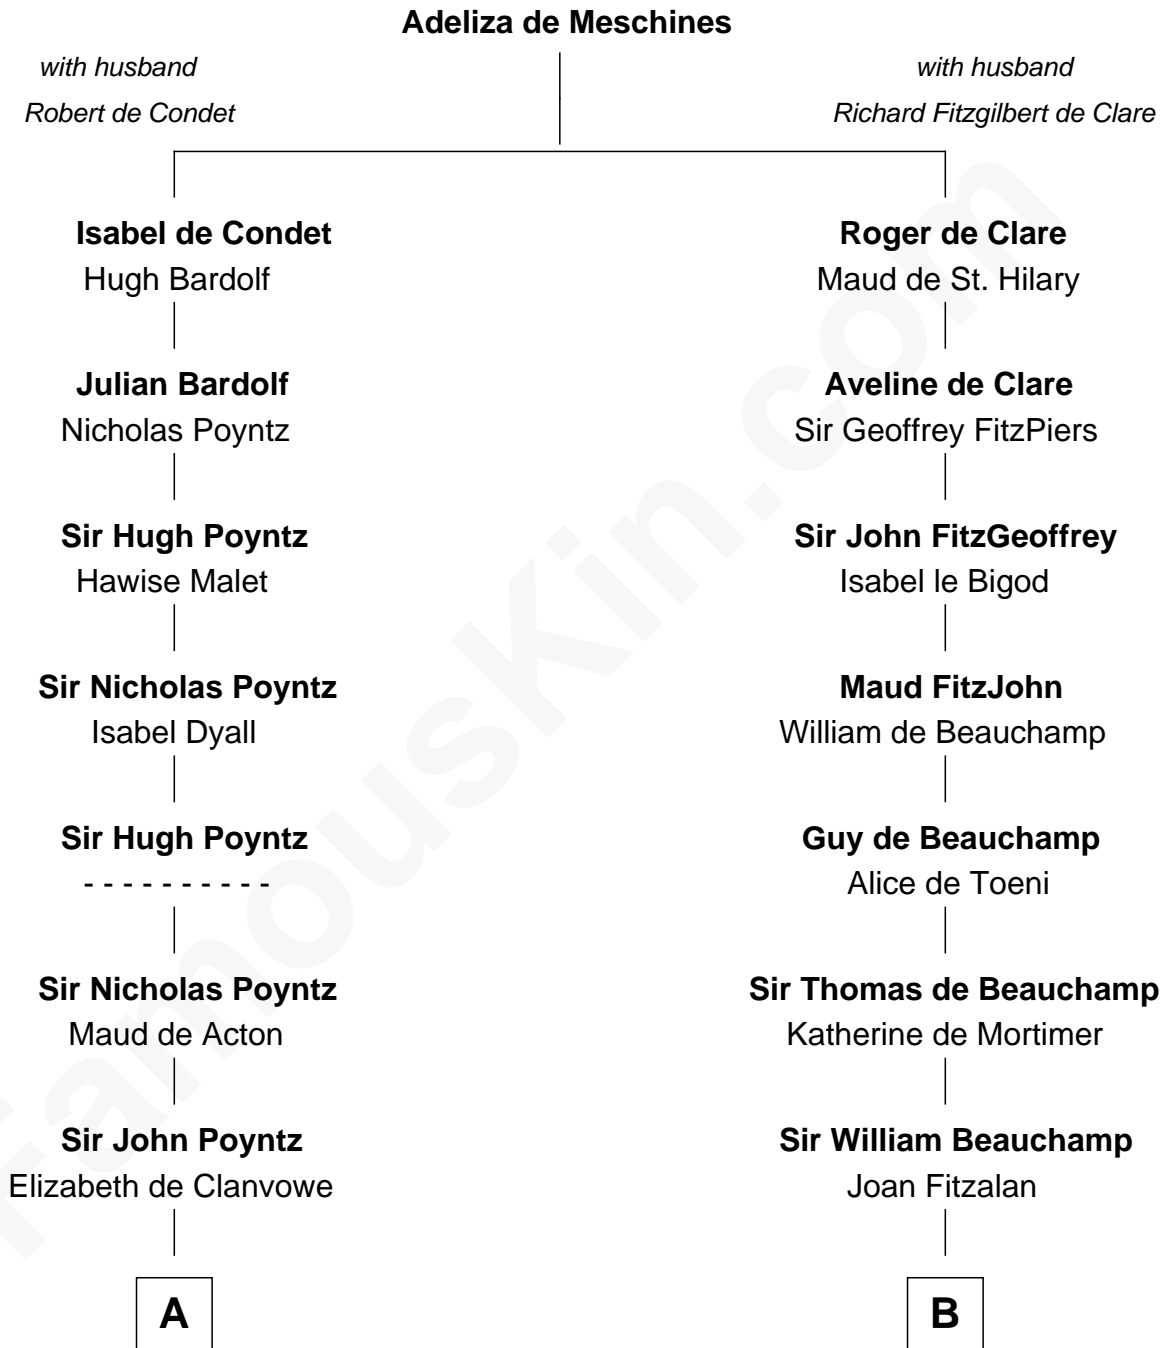 Adeliza de Meschines
with husband
Robert de Condet
with husband
Richard Fitzgilbert de Clare
Isabel de Condet
Hugh Bardolf
Julian Bardolf
Nicholas Poyntz
Sir Hugh Poyntz
Hawise Malet
Sir Nicholas Poyntz
Isabel Dyall
Sir Hugh Poyntz
- - - - - - - - - -
Sir Nicholas Poyntz
Maud de Acton
Sir John Poyntz
Elizabeth de Clanvowe
A
Roger de Clare
Maud de St. Hilary
Aveline de Clare
Sir Geoffrey FitzPiers
Sir John FitzGeoffrey
Isabel le Bigod
Maud FitzJohn
William de Beauchamp
Guy de Beauchamp
Alice de Toeni
Sir Thomas de Beauchamp
Katherine de Mortimer
Sir William Beauchamp
Joan Fitzalan
B
FamousKin.com